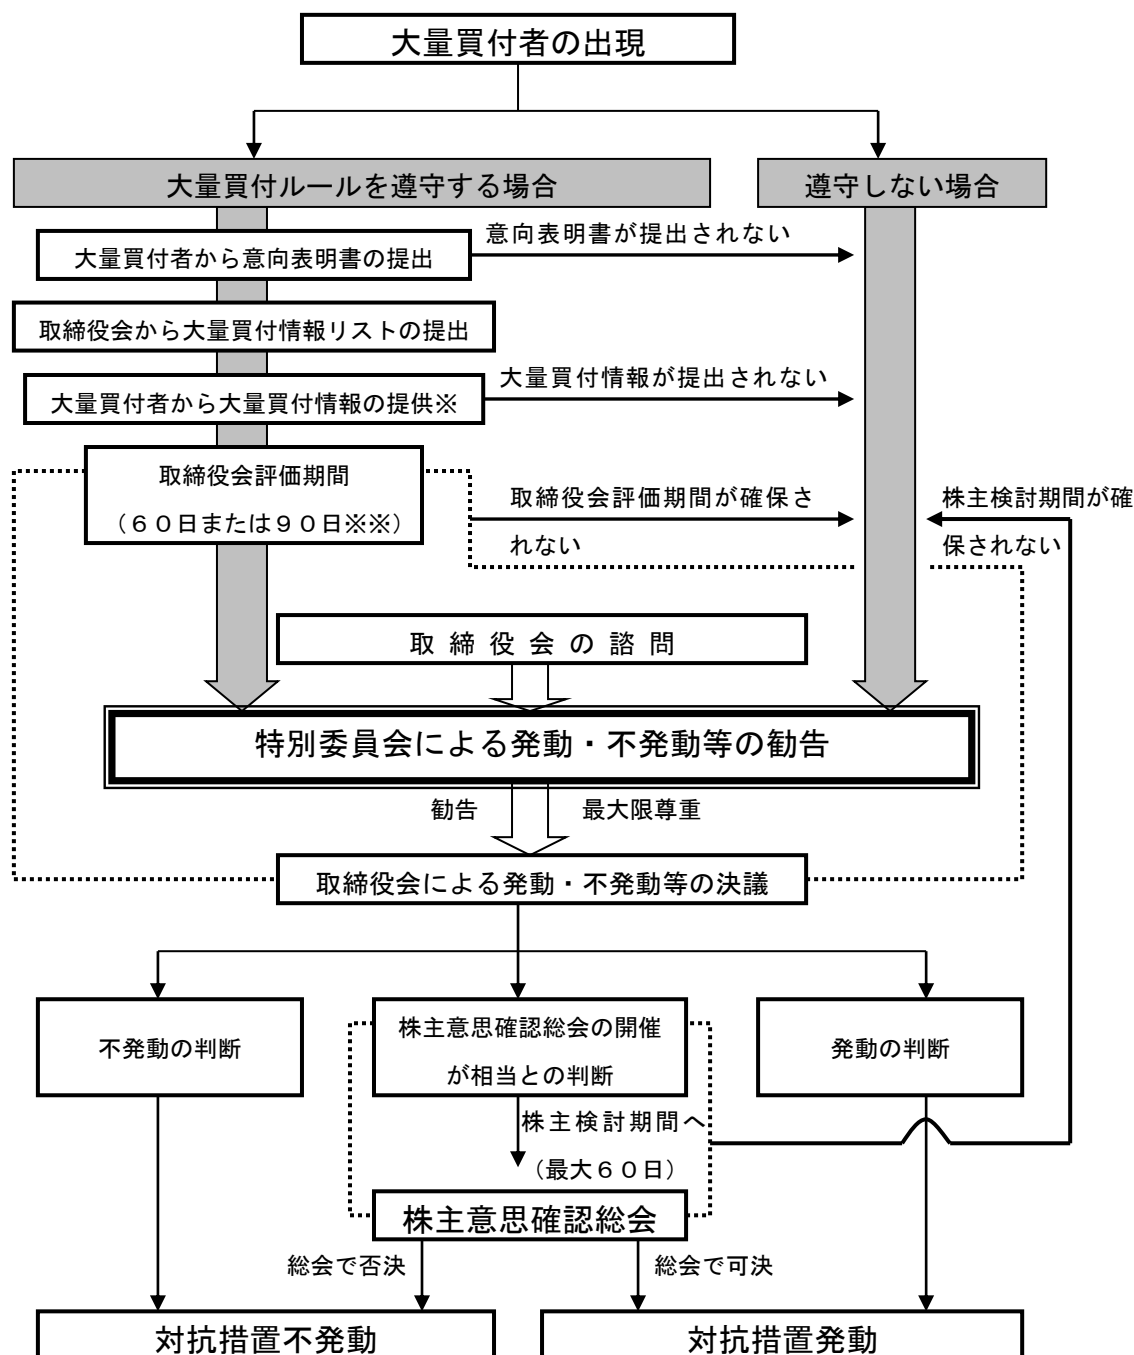 大量買付者の出現
大量買付ルールを遵守する場合
遵守しない場合
意向表明書が提出されない
大量買付者から意向表明書の提出
取締役会から大量買付情報リストの提出
大量買付情報が提出されない
大量買付者から大量買付情報の提供※
取締役会評価期間
（６０日または９０日※※）
取締役会評価期間が確保さ
れない
株主検討期間が確
保されない
取締役会の諮問
特別委員会による発動・不発動等の勧告
勧告
最大限尊重
取締役会による発動・不発動等の決議
不発動の判断
株主意思確認総会の開催
が相当との判断
発動の判断
株主検討期間へ
（最大６０日）
株主意思確認総会
総会で否決
総会で可決
対抗措置不発動
対抗措置発動